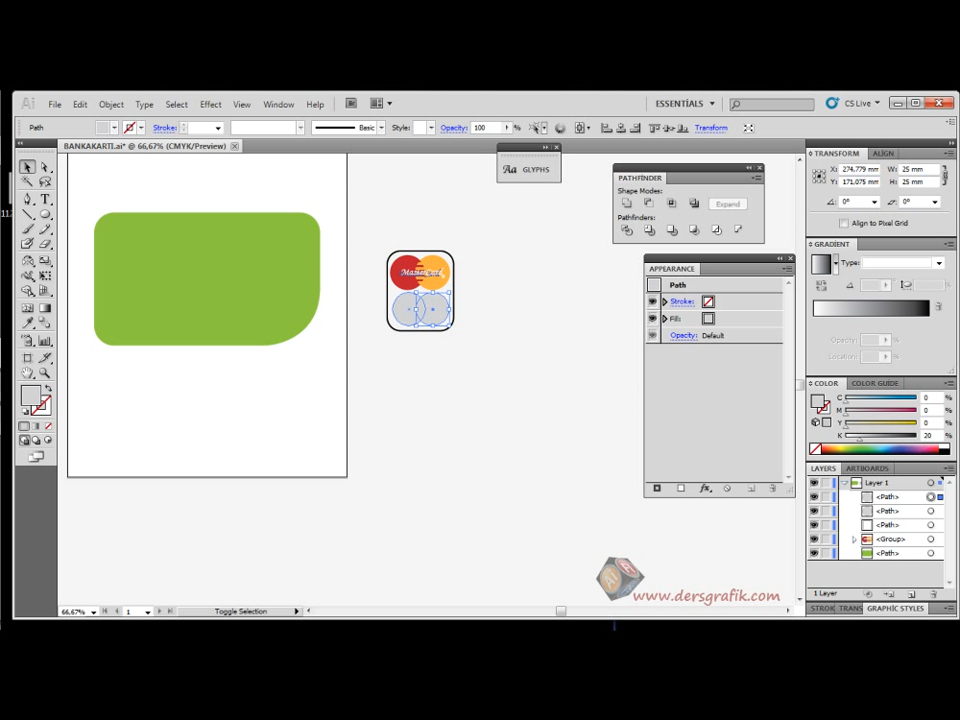 Ai File Edit Object Type Select Effect View Window Help Br ESSENTIALS CS Live
Path Stroke: Basic Style: Opacity: 100 % Transform
BANKAKARTI.ai* @ 66,67% (CMYK/Preview)
TRANSFORM ALIGN
X: 274,779 mm W: 25 mm
Y: 171,075 mm H: 25 mm
0° 0°
Align to Pixel Grid
Aa GLYPHS
PATHFINDER
Shape Modes:
Expand
Pathfinders:
GRADIENT
Type:
Opacity: %
Location: %
MasterCard
APPEARANCE
Path
Stroke:
Fill:
Opacity: Default
fx
COLOR COLOR GUIDE
C 0 %
M 0 %
Y 0 %
K 20 %
LAYERS ARTBOARDS
Layer 1
<Path>
<Path>
<Path>
<Group>
<Path>
1 Layer
STROK TRANS GRAPHIC STYLES
66,67% 1 Toggle Selection
www.dersgrafik.com